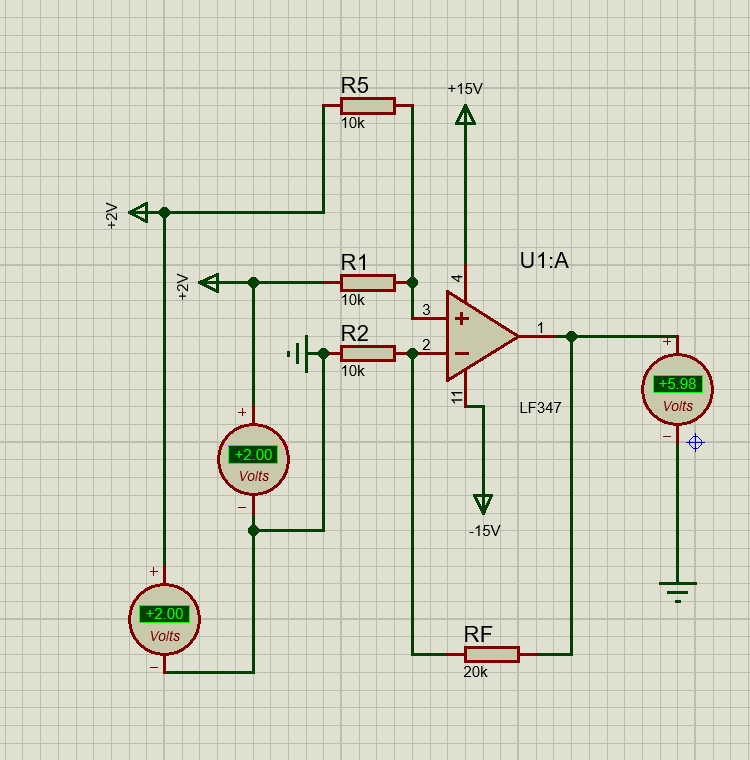 R5
10k
+15V
+2V
+2V
R1
10k
U1:A
4
3
+
1
R2
10k
2
−
11
LF347
+
+5.98
Volts
−
+
+2.00
Volts
−
-15V
+
+2.00
Volts
−
RF
20k